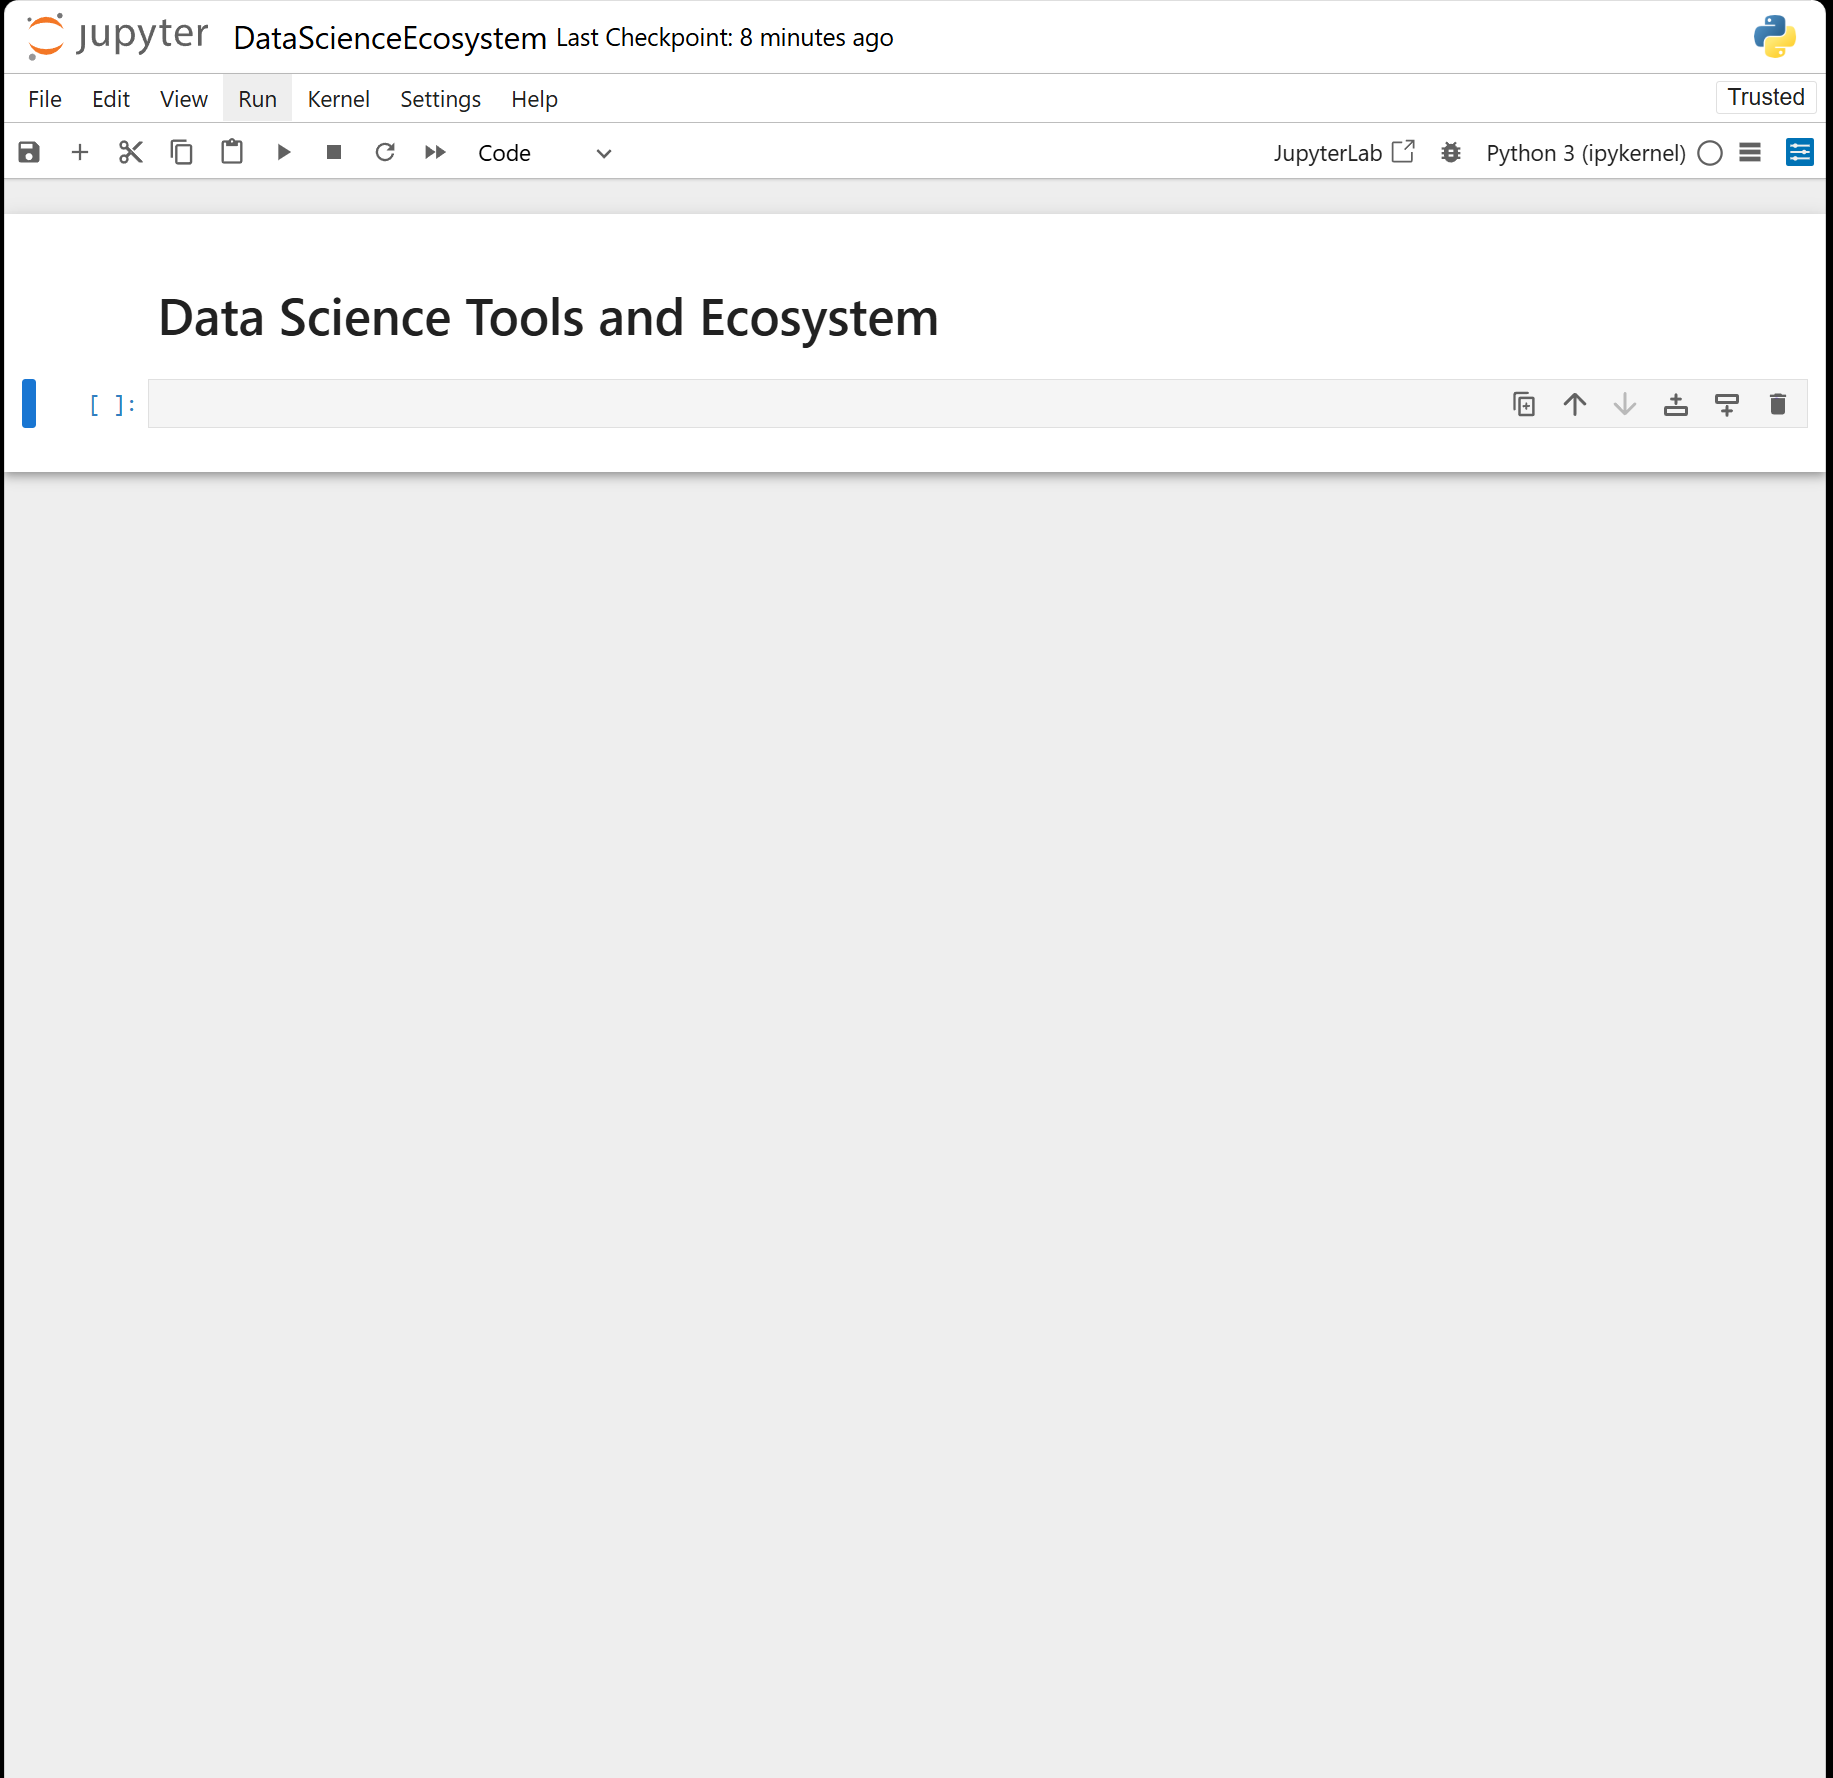 jupyter DataScienceEcosystem Last Checkpoint: 8 minutes ago
File Edit View Run Kernel Settings Help Trusted
Code JupyterLab Python 3 (ipykernel)
Data Science Tools and Ecosystem
[ ]: